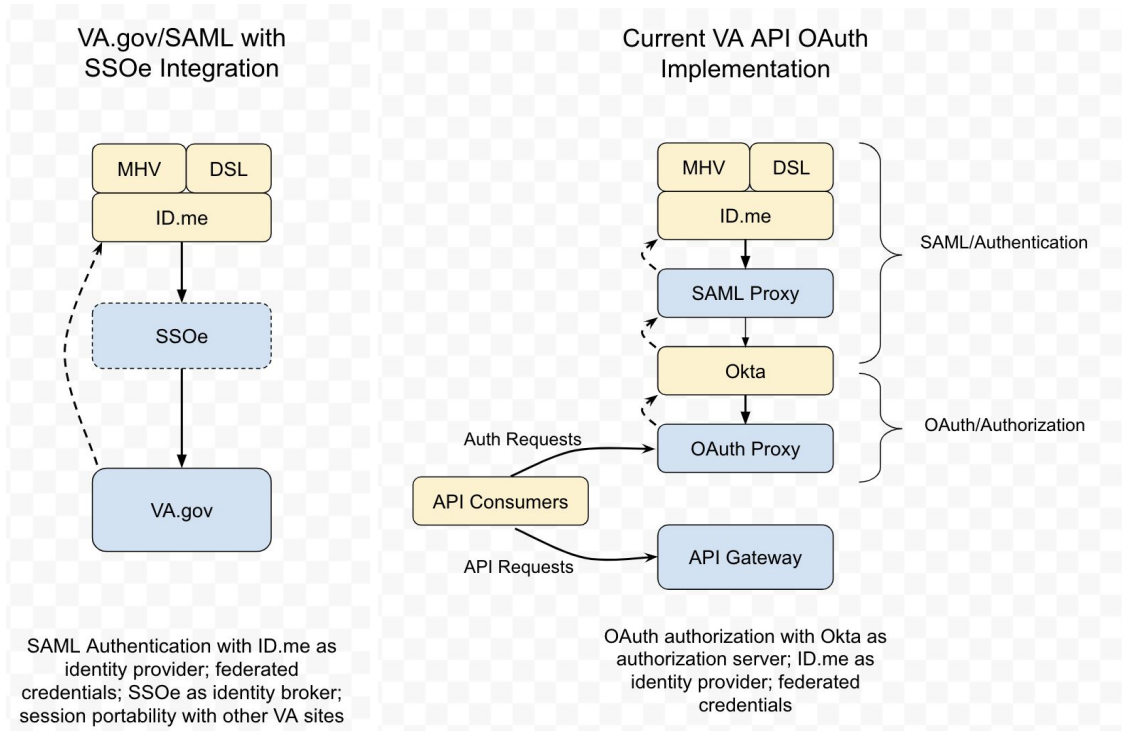 VA.gov/SAML with
SSOe Integration
MHV
DSL
ID.me
SSOe
VA.gov
SAML Authentication with ID.me as
identity provider; federated
credentials; SSOe as identity broker;
session portability with other VA sites
Current VA API OAuth
Implementation
MHV
DSL
ID.me
SAML/Authentication
SAML Proxy
Okta
OAuth/Authorization
Auth Requests
OAuth Proxy
API Consumers
API Requests
API Gateway
OAuth authorization with Okta as
authorization server; ID.me as
identity provider; federated
credentials